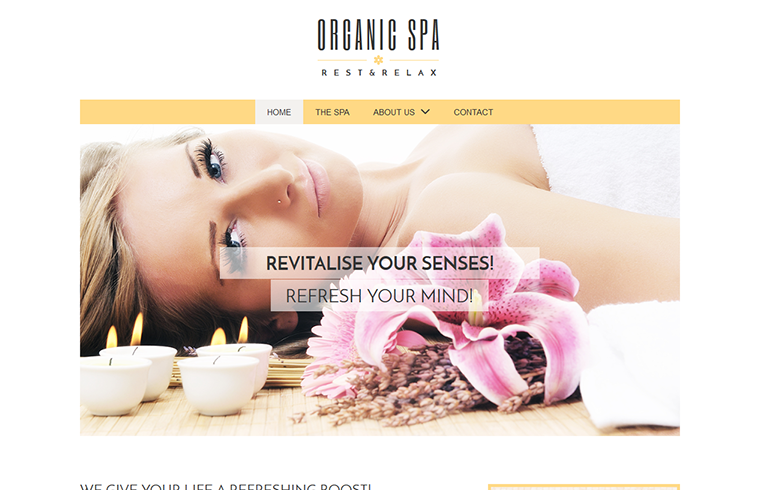 ORGANIC SPA
REST & RELAX
HOME THE SPA ABOUT US CONTACT
REVITALISE YOUR SENSES!
REFRESH YOUR MIND!
WE GIVE YOUR LIFE A REFRESHING BOOST!